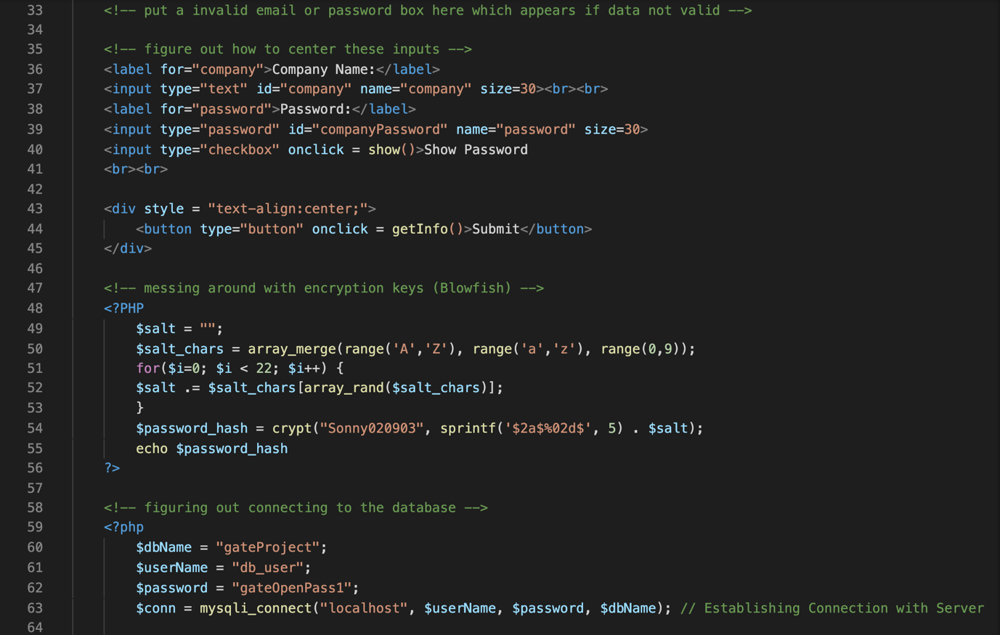 33 <!-- put a invalid email or password box here which appears if data not valid -->
34
35 <!-- figure out how to center these inputs -->
36 <label for="company">Company Name:</label>
37 <input type="text" id="company" name="company" size=30><br><br>
38 <label for="password">Password:</label>
39 <input type="password" id="companyPassword" name="password" size=30>
40 <input type="checkbox" onclick = show()>Show Password
41 <br><br>
42
43 <div style = "text-align:center;">
44     <button type="button" onclick = getInfo()>Submit</button>
45 </div>
46
47 <!-- messing around with encryption keys (Blowfish) -->
48 <?PHP
49     $salt = "";
50     $salt_chars = array_merge(range('A','Z'), range('a','z'), range(0,9));
51     for($i=0; $i < 22; $i++) {
52     $salt .= $salt_chars[array_rand($salt_chars)];
53     }
54     $password_hash = crypt("Sonny020903", sprintf('$2a$%02d$', 5) . $salt);
55     echo $password_hash
56 ?>
57
58 <!-- figuring out connecting to the database -->
59 <?php
60     $dbName = "gateProject";
61     $userName = "db_user";
62     $password = "gateOpenPass1";
63     $conn = mysqli_connect("localhost", $userName, $password, $dbName); // Establishing Connection with Server
64